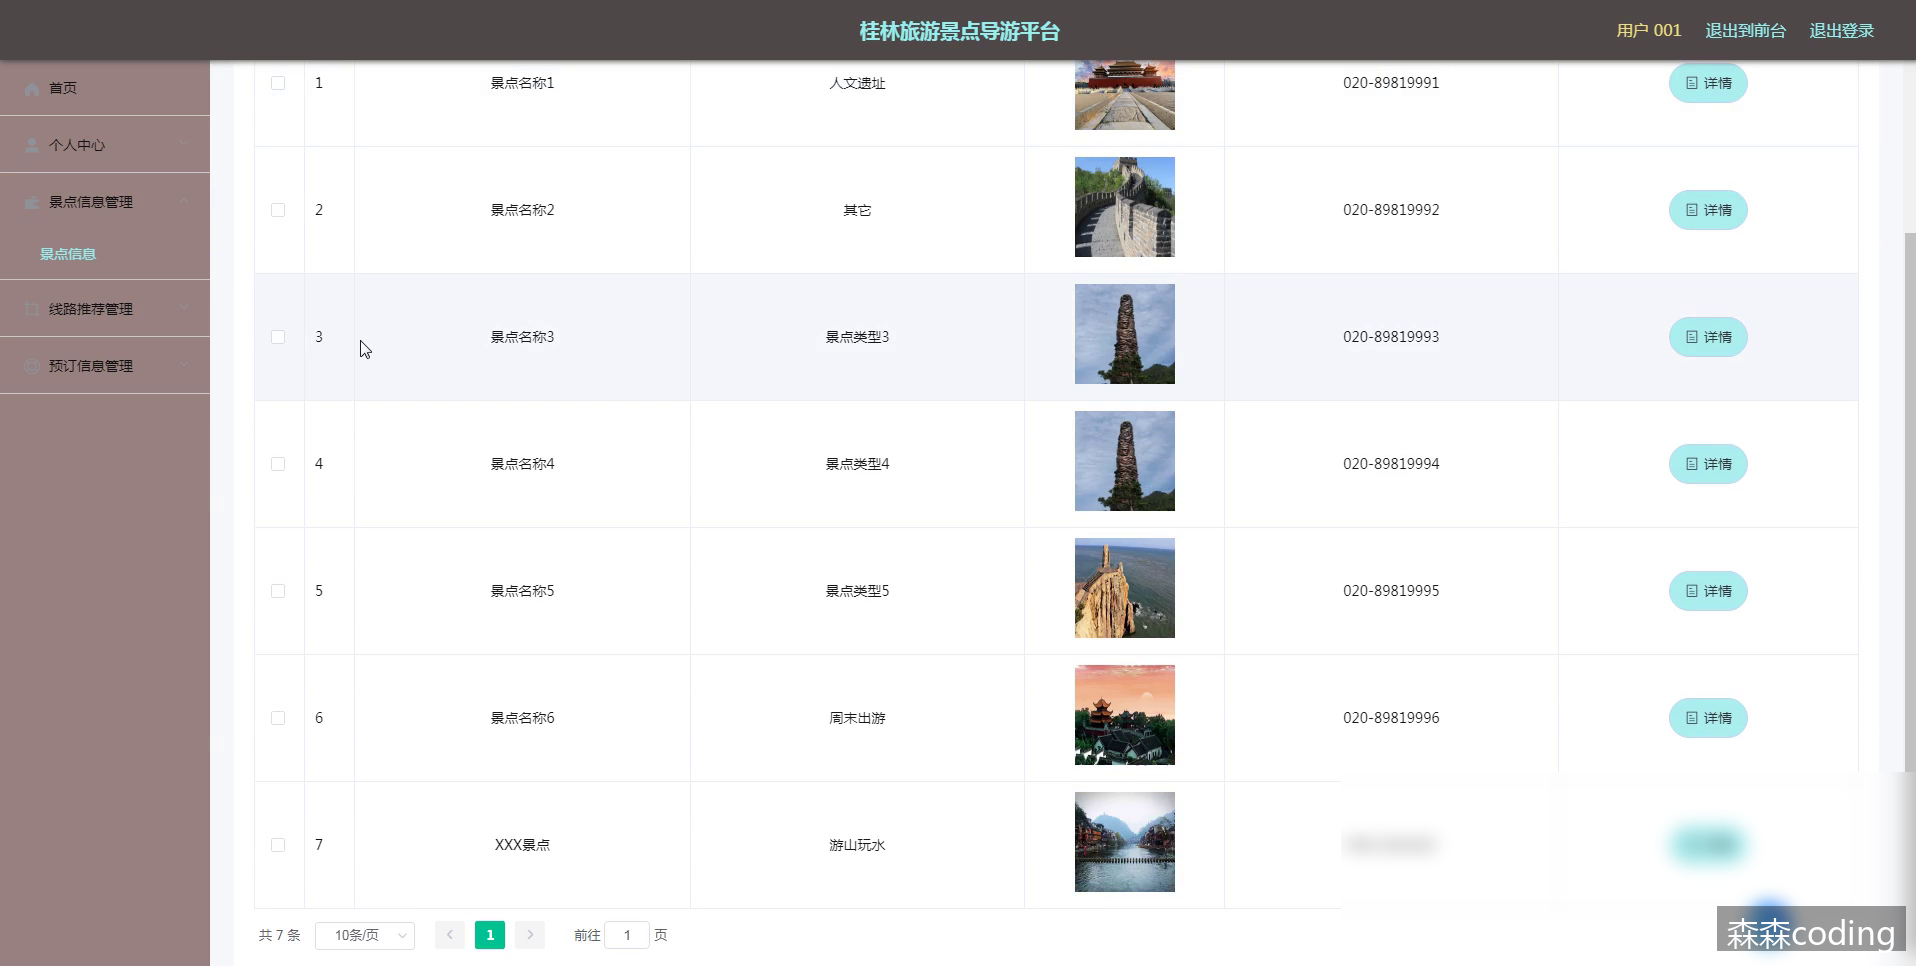 桂林旅游景点导游平台
用户 001 退出到前台 退出登录
首页
个人中心
景点信息管理
景点信息
线路推荐管理
预订信息管理
1 景点名称1 人文遗址 020-89819991 详情
2 景点名称2 其它 020-89819992 详情
3 景点名称3 景点类型3 020-89819993 详情
4 景点名称4 景点类型4 020-89819994 详情
5 景点名称5 景点类型5 020-89819995 详情
6 景点名称6 周末出游 020-89819996 详情
7 XXX景点 游山玩水
共 7 条 10条/页 1 前往 1 页
森森coding